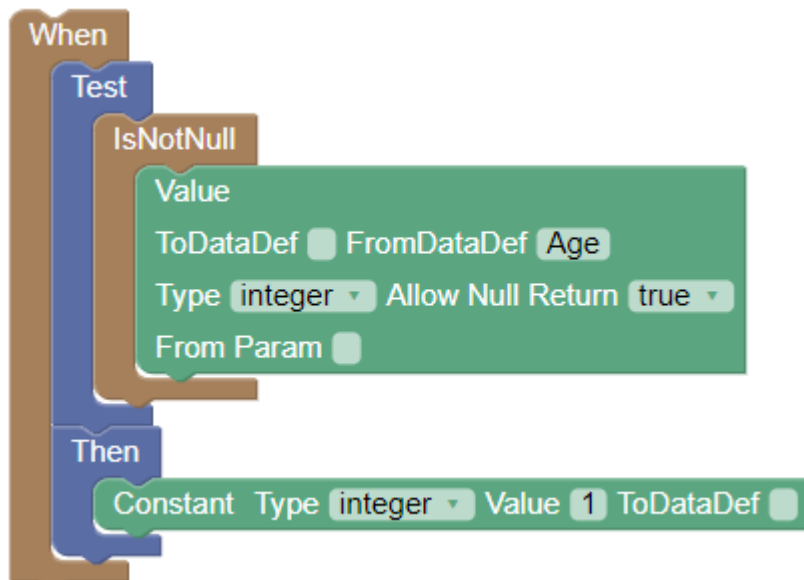 When
Test
IsNotNull
Value
ToDataDef FromDataDef Age
Type integer Allow Null Return true
From Param
Then
Constant Type integer Value 1 ToDataDef